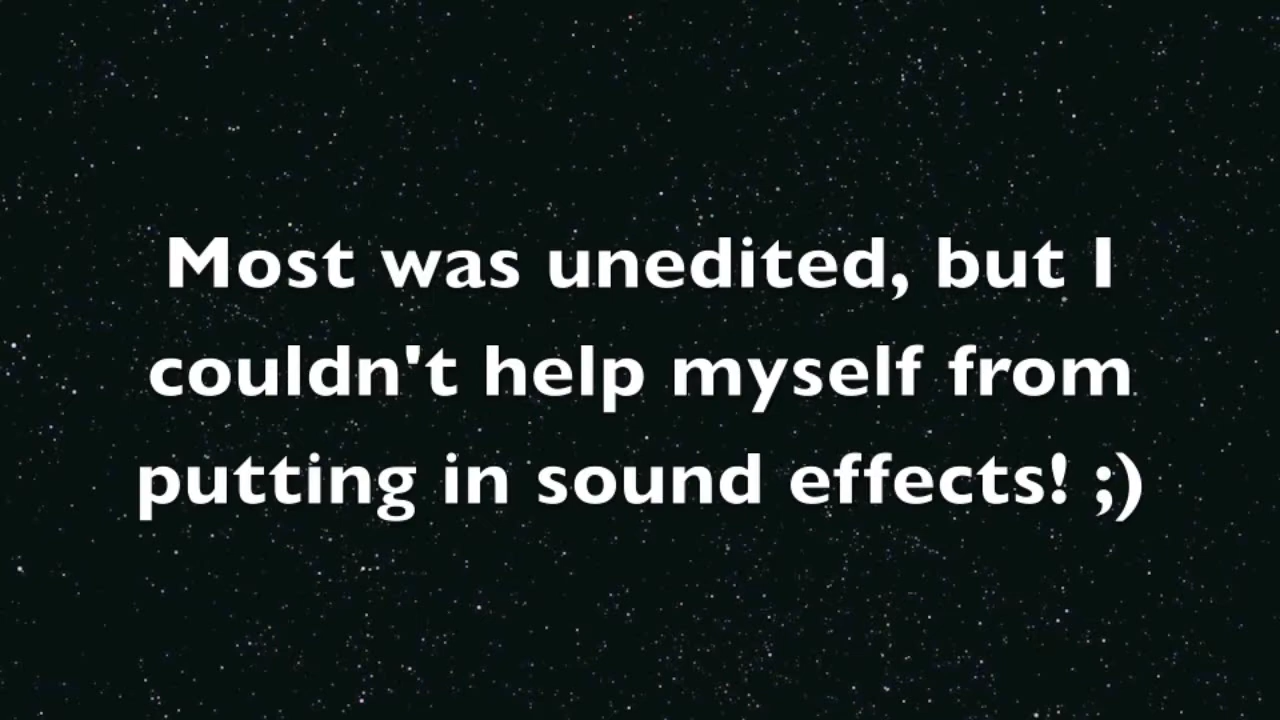 Most was unedited, but I
couldn't help myself from
putting in sound effects! ;)